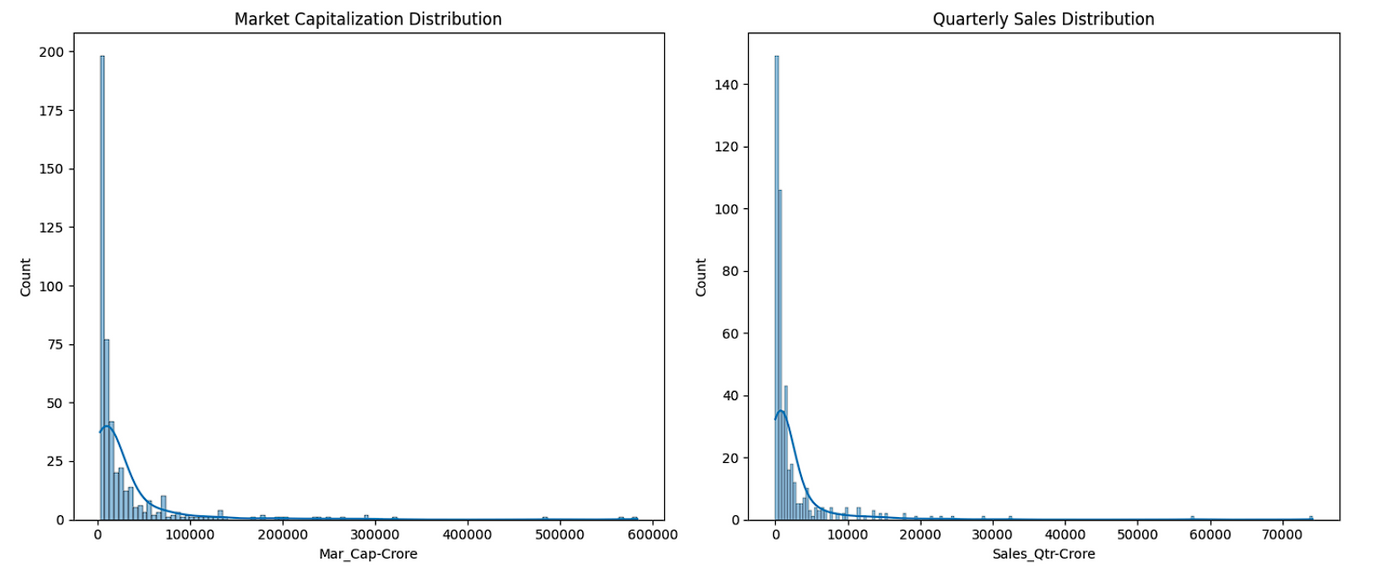 Market Capitalization Distribution
200
175
150
125
100
75
50
25
0
Count
0 100000 200000 300000 400000 500000 600000
Mar_Cap-Crore
Quarterly Sales Distribution
140
120
100
80
60
40
20
0
Count
0 10000 20000 30000 40000 50000 60000 70000
Sales_Qtr-Crore